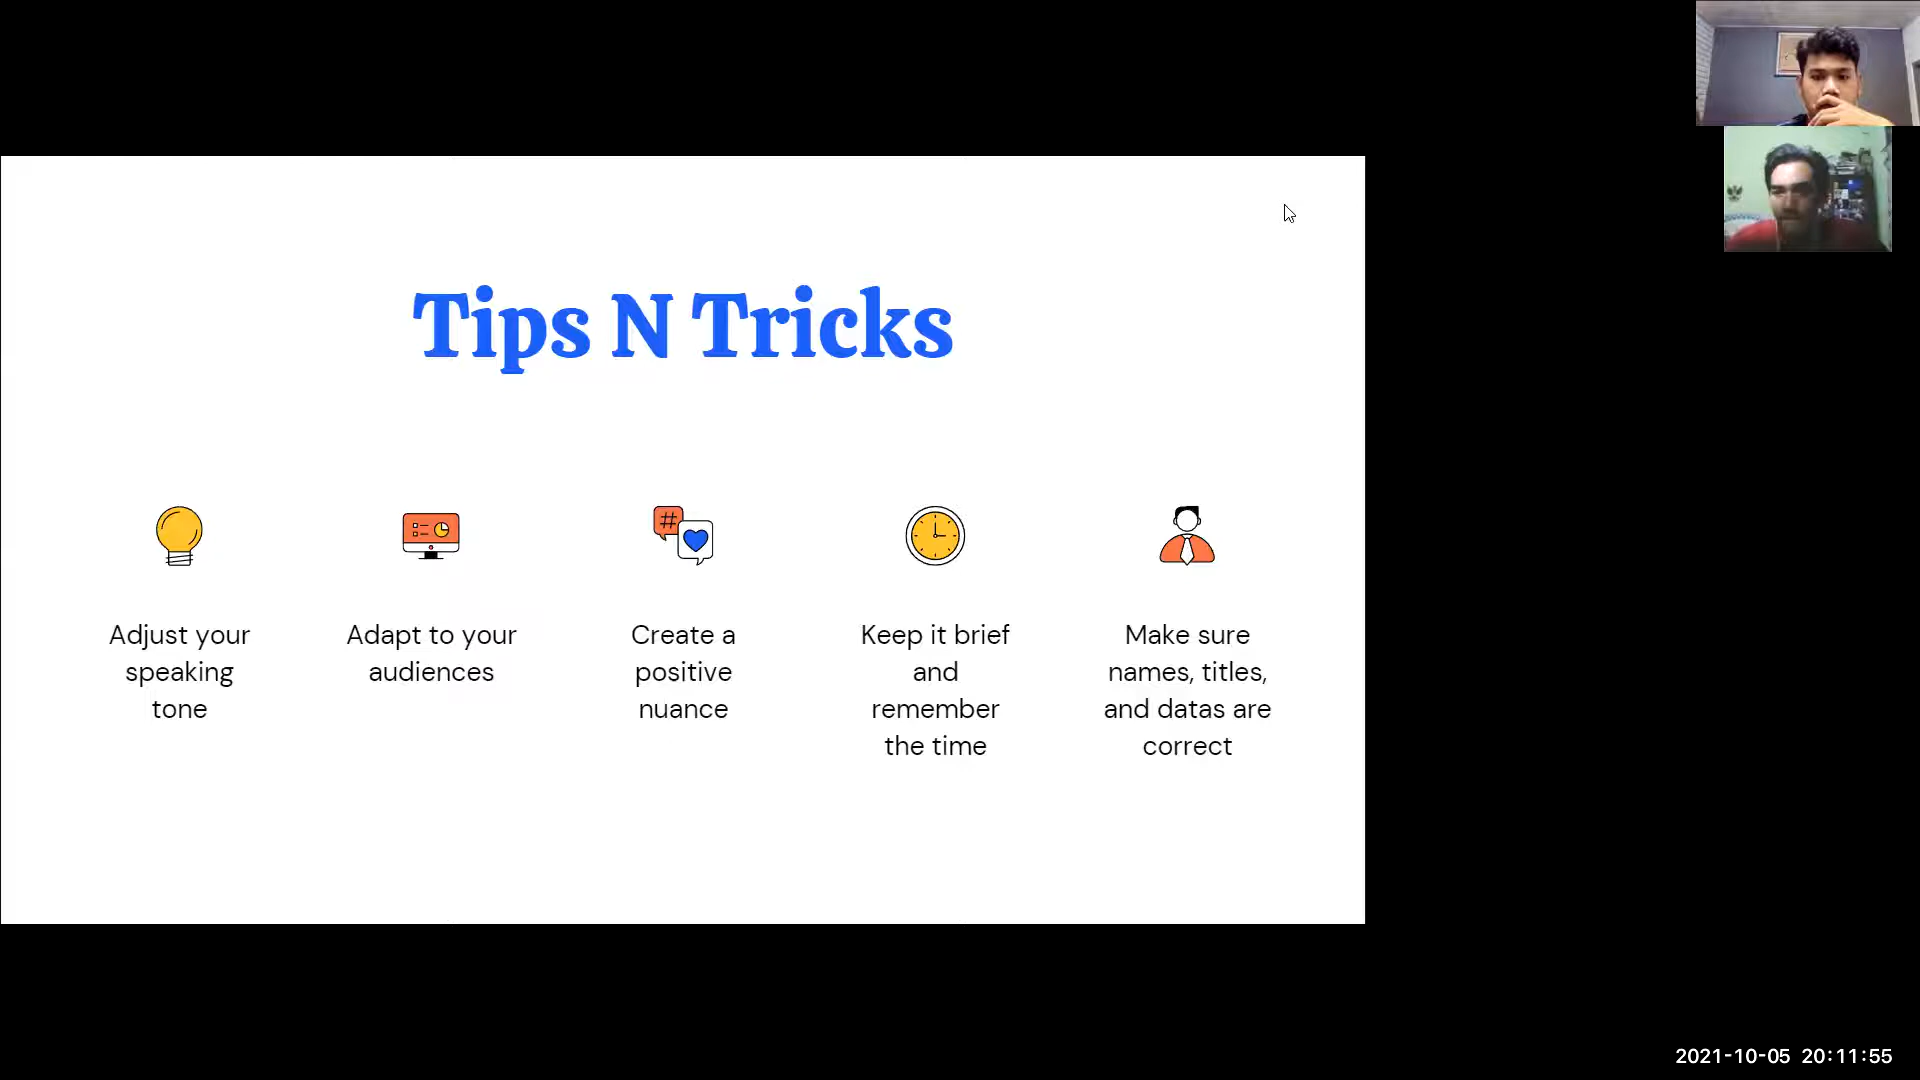 Tips N Tricks
#
Adjust your
speaking
tone
Adapt to your
audiences
Create a
positive
nuance
Keep it brief
and
remember
the time
Make sure
names, titles,
and datas are
correct
2021-10-05 20:11:55